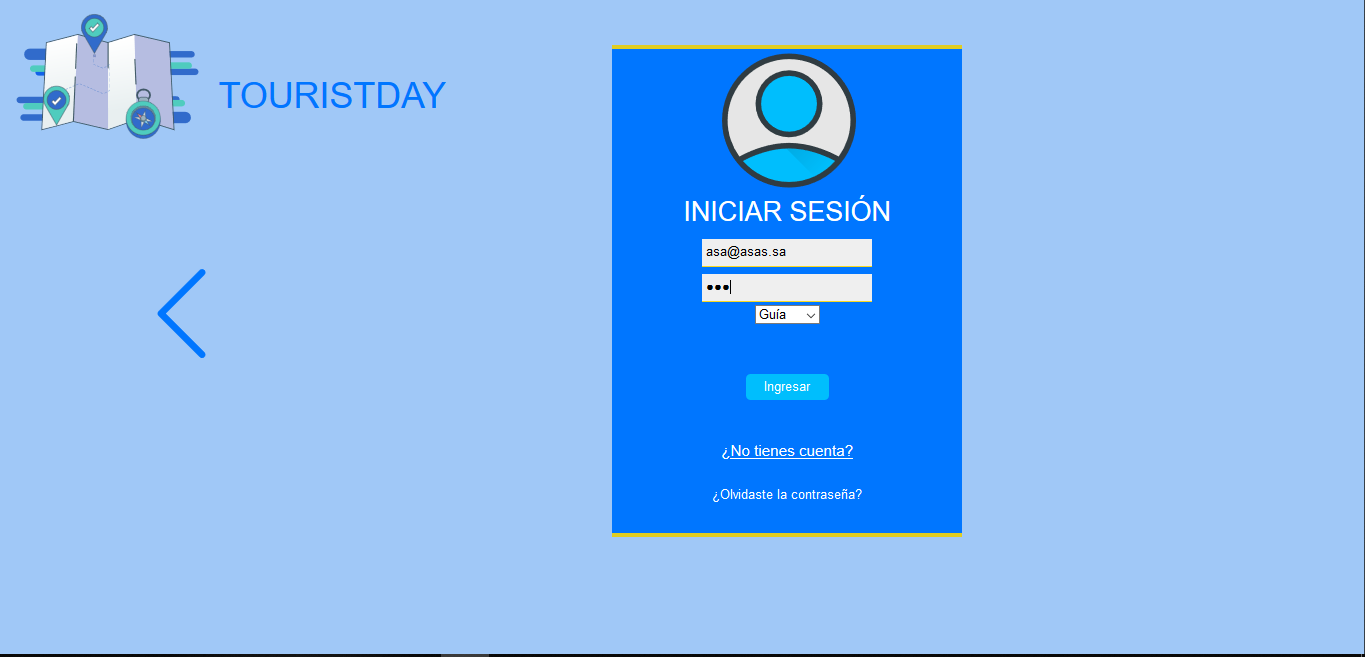 TOURISTDAY
INICIAR SESIÓN
asa@asas.sa
•••
Guía
Ingresar
¿No tienes cuenta?
¿Olvidaste la contraseña?